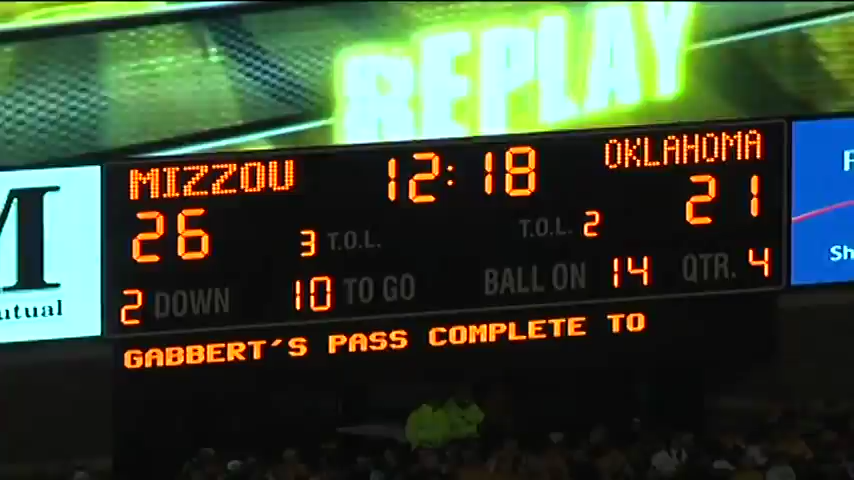 REPLAY
MIZZOU 12:18 OKLAHOMA
26 3 T.O.L. T.O.L. 2 21
2 DOWN 10 TO GO BALL ON 14 QTR. 4
GABBERT'S PASS COMPLETE TO
M
utual
Sh